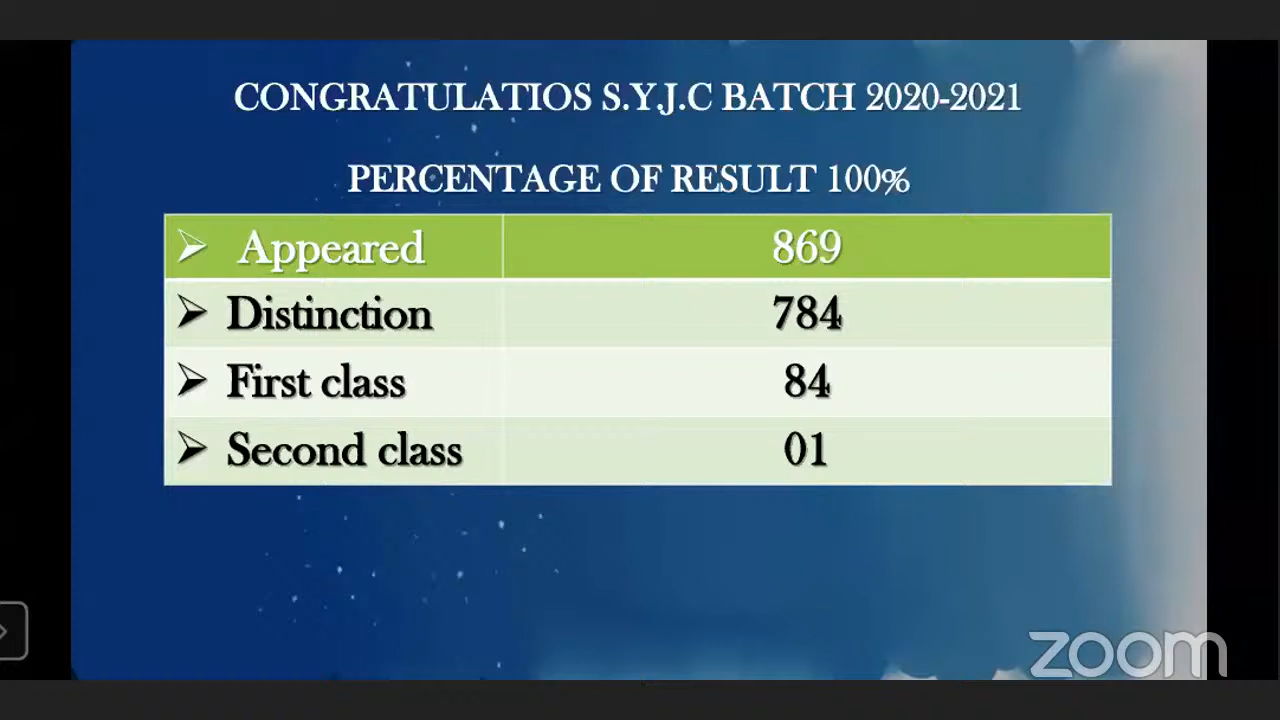 CONGRATULATIOS S.Y.J.C BATCH 2020-2021
PERCENTAGE OF RESULT 100%
Appeared 869
Distinction 784
First class 84
Second class 01
zoom